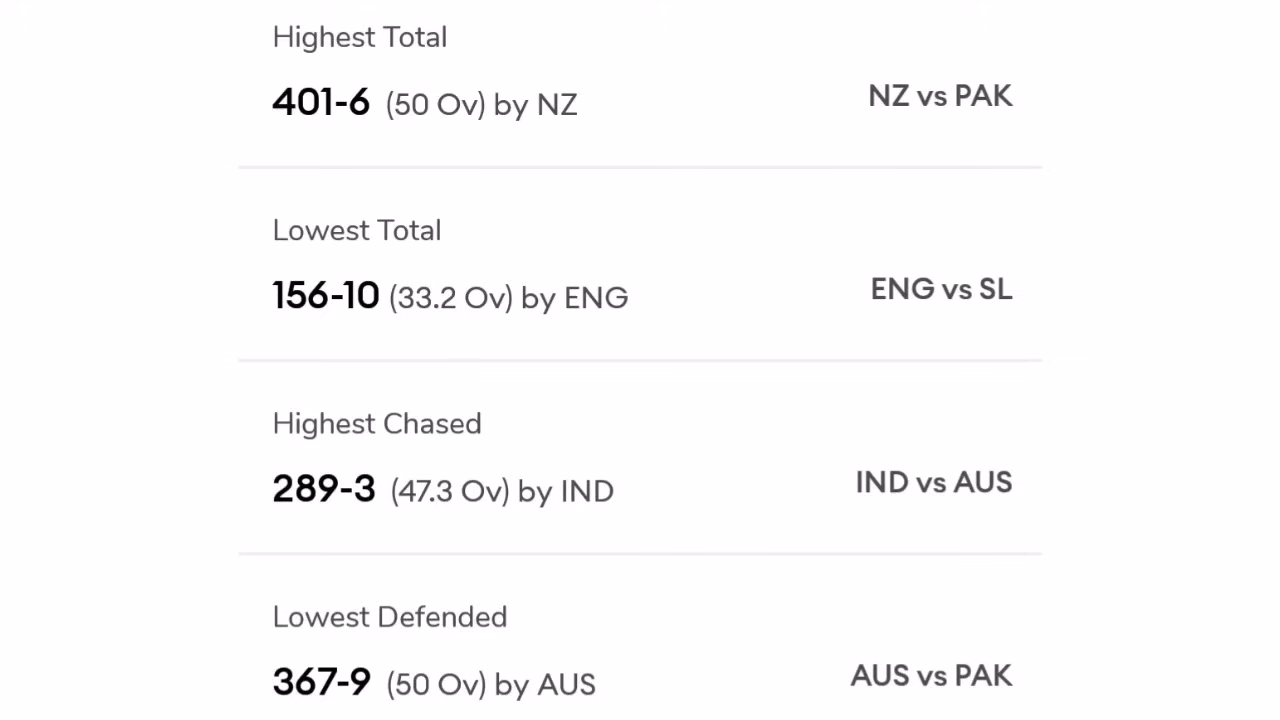 Highest Total
401-6 (50 Ov) by NZ NZ vs PAK
Lowest Total
156-10 (33.2 Ov) by ENG ENG vs SL
Highest Chased
289-3 (47.3 Ov) by IND IND vs AUS
Lowest Defended
367-9 (50 Ov) by AUS AUS vs PAK